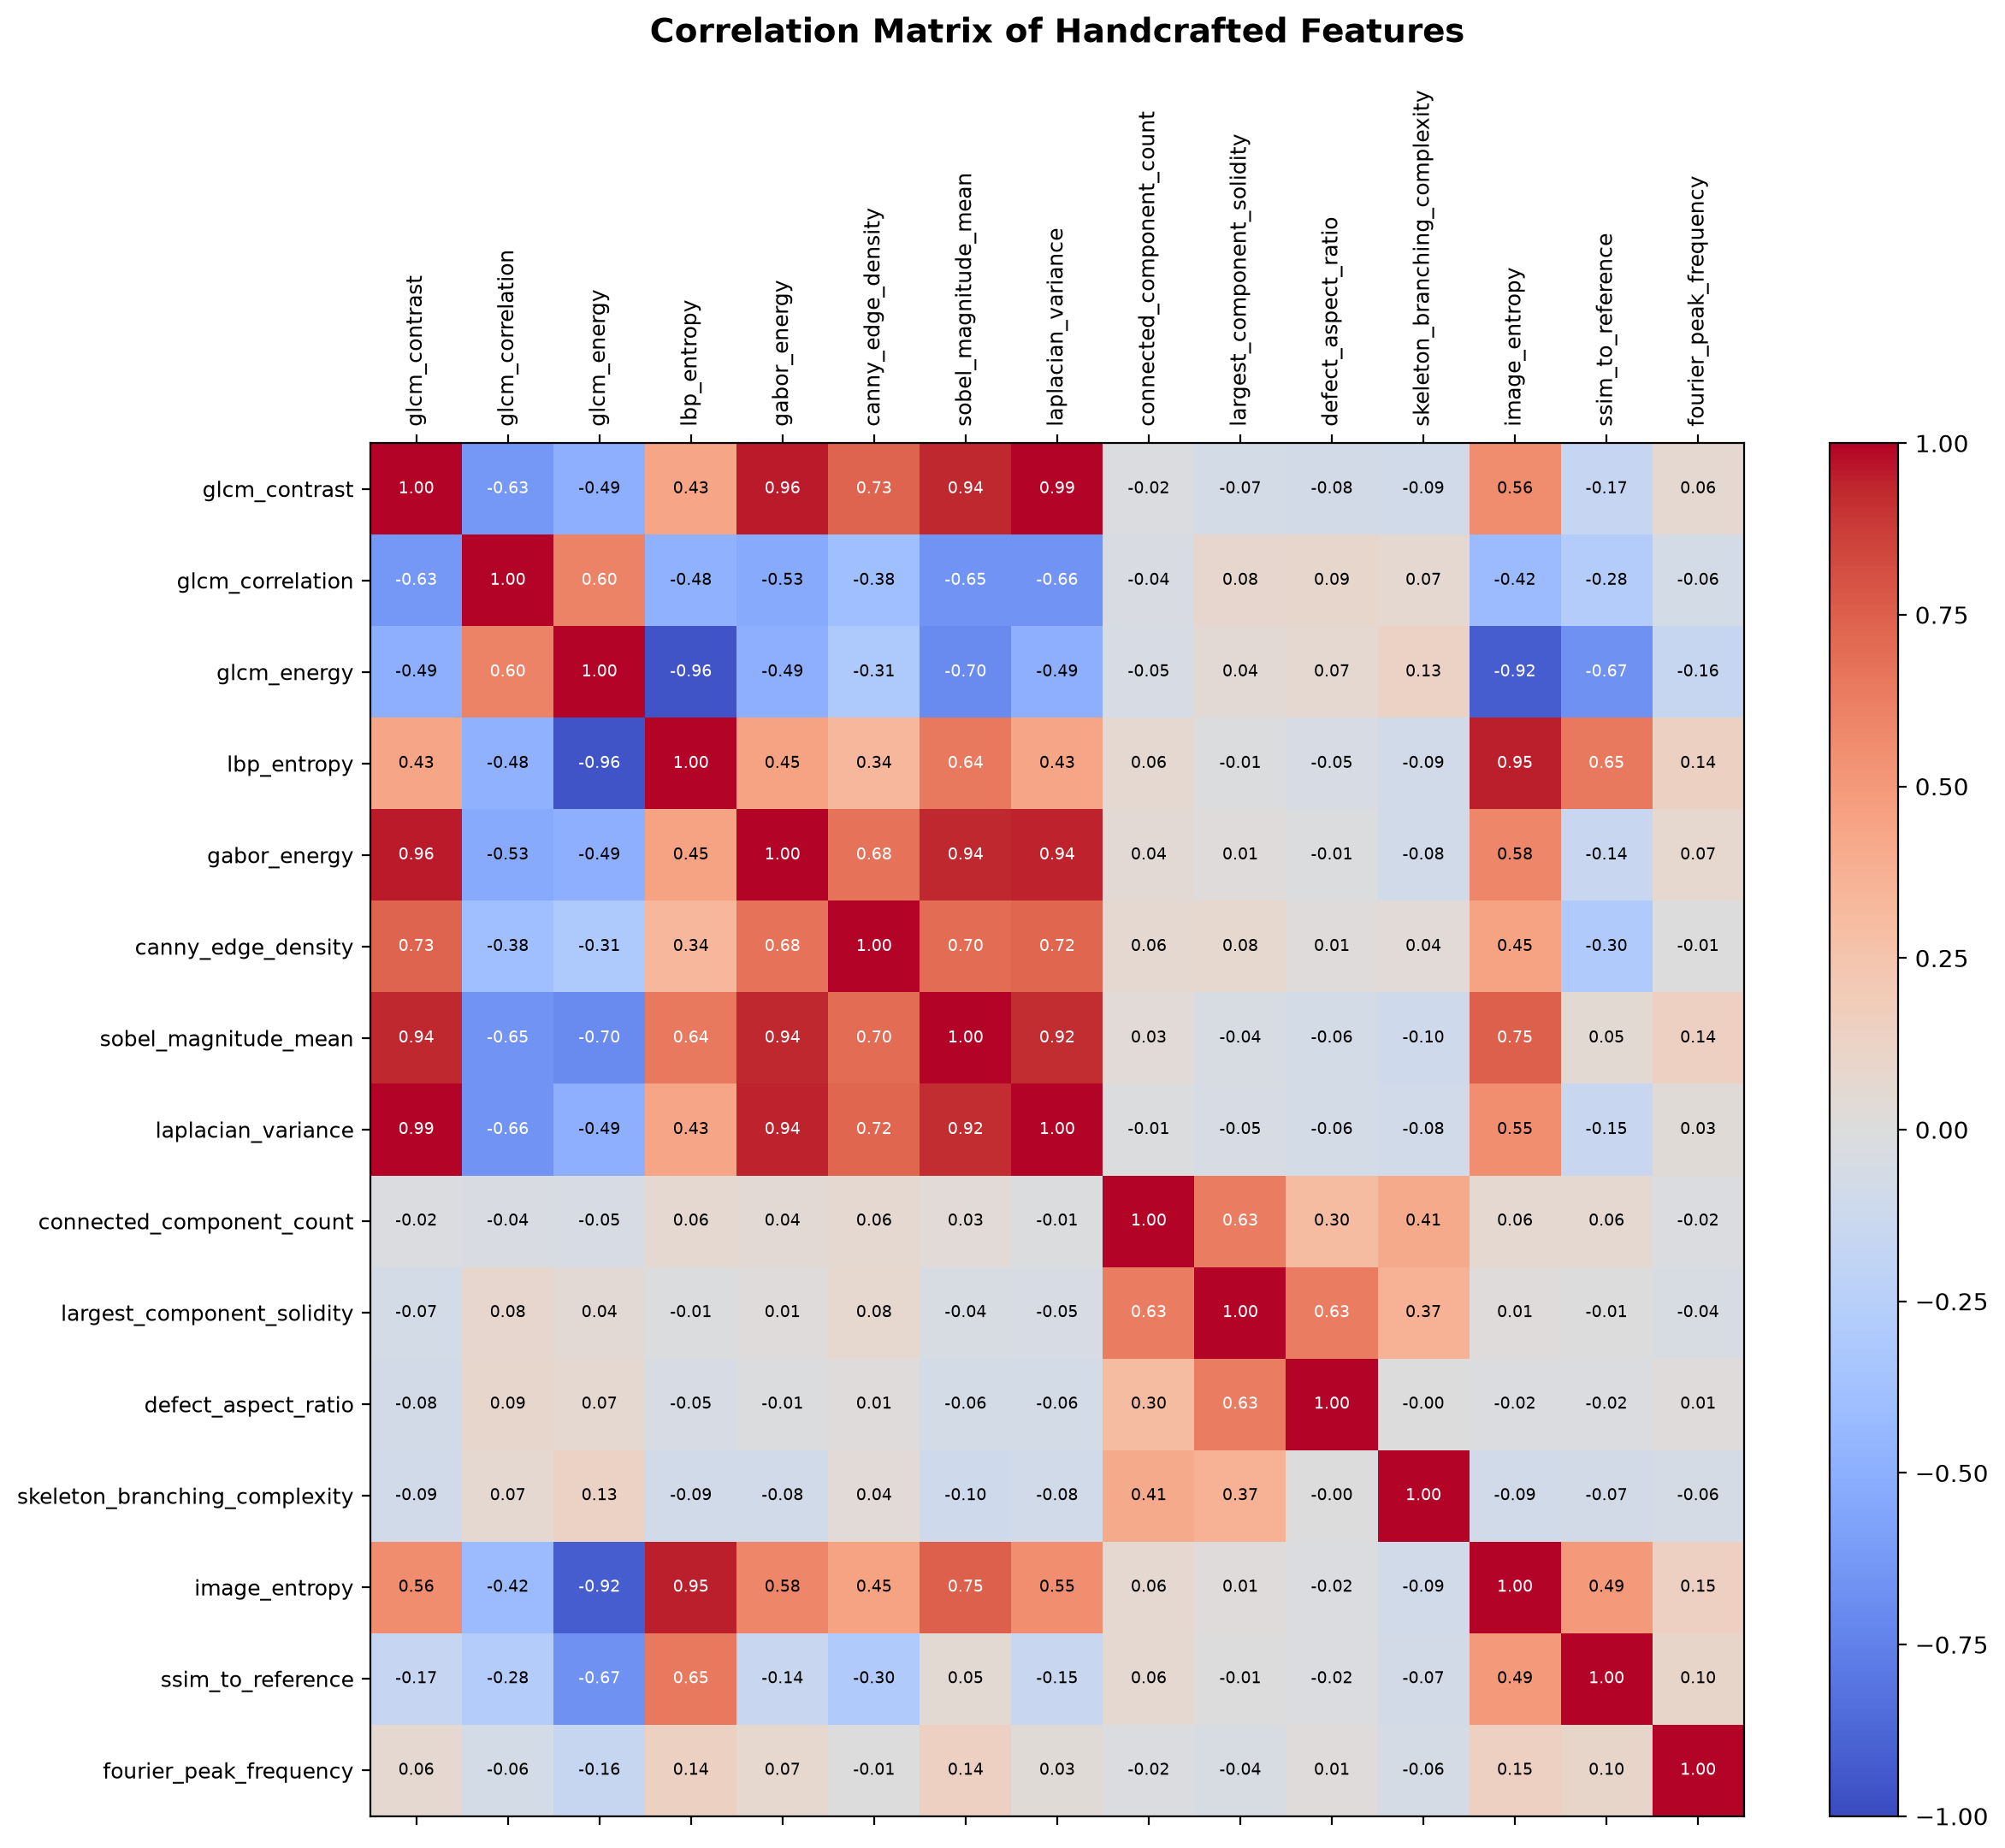 Correlation Matrix of Handcrafted Features
glcm_contrast
glcm_correlation
glcm_energy
lbp_entropy
gabor_energy
canny_edge_density
sobel_magnitude_mean
laplacian_variance
connected_component_count
largest_component_solidity
defect_aspect_ratio
skeleton_branching_complexity
image_entropy
ssim_to_reference
fourier_peak_frequency
glcm_contrast 1.00 -0.63 -0.49 0.43 0.96 0.73 0.94 0.99 -0.02 -0.07 -0.08 -0.09 0.56 -0.17 0.06
glcm_correlation -0.63 1.00 0.60 -0.48 -0.53 -0.38 -0.65 -0.66 -0.04 0.08 0.09 0.07 -0.42 -0.28 -0.06
glcm_energy -0.49 0.60 1.00 -0.96 -0.49 -0.31 -0.70 -0.49 -0.05 0.04 0.07 0.13 -0.92 -0.67 -0.16
lbp_entropy 0.43 -0.48 -0.96 1.00 0.45 0.34 0.64 0.43 0.06 -0.01 -0.05 -0.09 0.95 0.65 0.14
gabor_energy 0.96 -0.53 -0.49 0.45 1.00 0.68 0.94 0.94 0.04 0.01 -0.01 -0.08 0.58 -0.14 0.07
canny_edge_density 0.73 -0.38 -0.31 0.34 0.68 1.00 0.70 0.72 0.06 0.08 0.01 0.04 0.45 -0.30 -0.01
sobel_magnitude_mean 0.94 -0.65 -0.70 0.64 0.94 0.70 1.00 0.92 0.03 -0.04 -0.06 -0.10 0.75 0.05 0.14
laplacian_variance 0.99 -0.66 -0.49 0.43 0.94 0.72 0.92 1.00 -0.01 -0.05 -0.06 -0.08 0.55 -0.15 0.03
connected_component_count -0.02 -0.04 -0.05 0.06 0.04 0.06 0.03 -0.01 1.00 0.63 0.30 0.41 0.06 0.06 -0.02
largest_component_solidity -0.07 0.08 0.04 -0.01 0.01 0.08 -0.04 -0.05 0.63 1.00 0.63 0.37 0.01 -0.01 -0.04
defect_aspect_ratio -0.08 0.09 0.07 -0.05 -0.01 0.01 -0.06 -0.06 0.30 0.63 1.00 -0.00 -0.02 -0.02 0.01
skeleton_branching_complexity -0.09 0.07 0.13 -0.09 -0.08 0.04 -0.10 -0.08 0.41 0.37 -0.00 1.00 -0.09 -0.07 -0.06
image_entropy 0.56 -0.42 -0.92 0.95 0.58 0.45 0.75 0.55 0.06 0.01 -0.02 -0.09 1.00 0.49 0.15
ssim_to_reference -0.17 -0.28 -0.67 0.65 -0.14 -0.30 0.05 -0.15 0.06 -0.01 -0.02 -0.07 0.49 1.00 0.10
fourier_peak_frequency 0.06 -0.06 -0.16 0.14 0.07 -0.01 0.14 0.03 -0.02 -0.04 0.01 -0.06 0.15 0.10 1.00
1.00
0.75
0.50
0.25
0.00
−0.25
−0.50
−0.75
−1.00